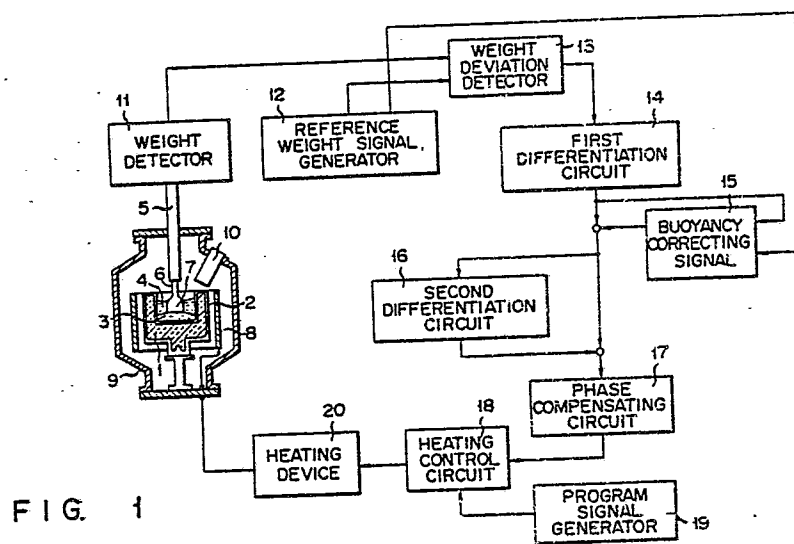 13
WEIGHT
DEVIATION
DETECTOR
11
WEIGHT
DETECTOR
12
REFERENCE
WEIGHT SIGNAL,
GENERATOR
14
FIRST
DIFFERENTIATION
CIRCUIT
5
10
15
BUOYANCY
CORRECTING
SIGNAL
6
7
4
2
3
8
16
SECOND
DIFFERENTIATION
CIRCUIT
1
9
17
PHASE
COMPENSATING
CIRCUIT
20
HEATING
DEVICE
18
HEATING
CONTROL
CIRCUIT
PROGRAM
SIGNAL
GENERATOR
19
FIG. 1